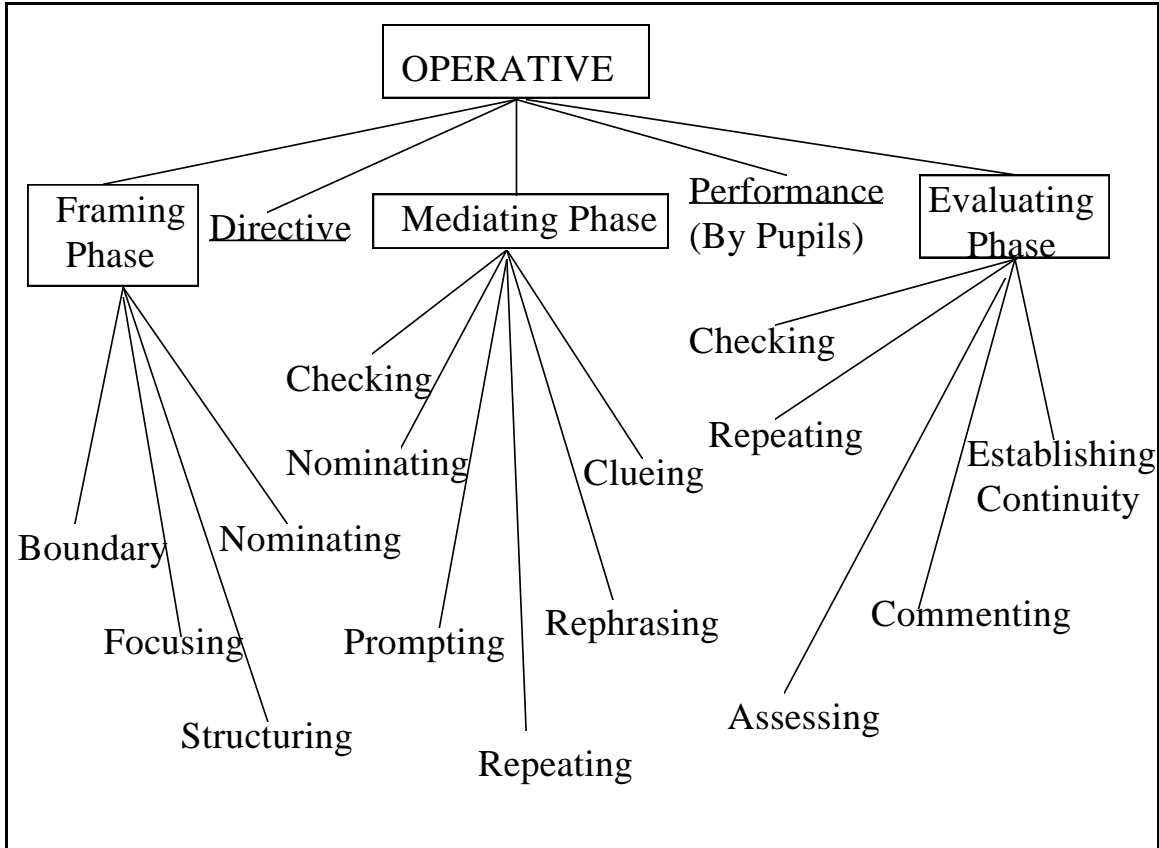 OPERATIVE
Framing
Phase
Directive
Mediating Phase
Performance
(By Pupils)
Evaluating
Phase
Boundary
Focusing
Structuring
Nominating
Checking
Nominating
Prompting
Repeating
Rephrasing
Clueing
Checking
Repeating
Assessing
Commenting
Establishing
Continuity